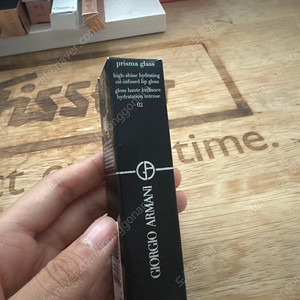 prisma glass
high-shine hydrating
oil-infused lip gloss
gloss haute brillance
hydratation intense
02
GIORGIO ARMANI
time.